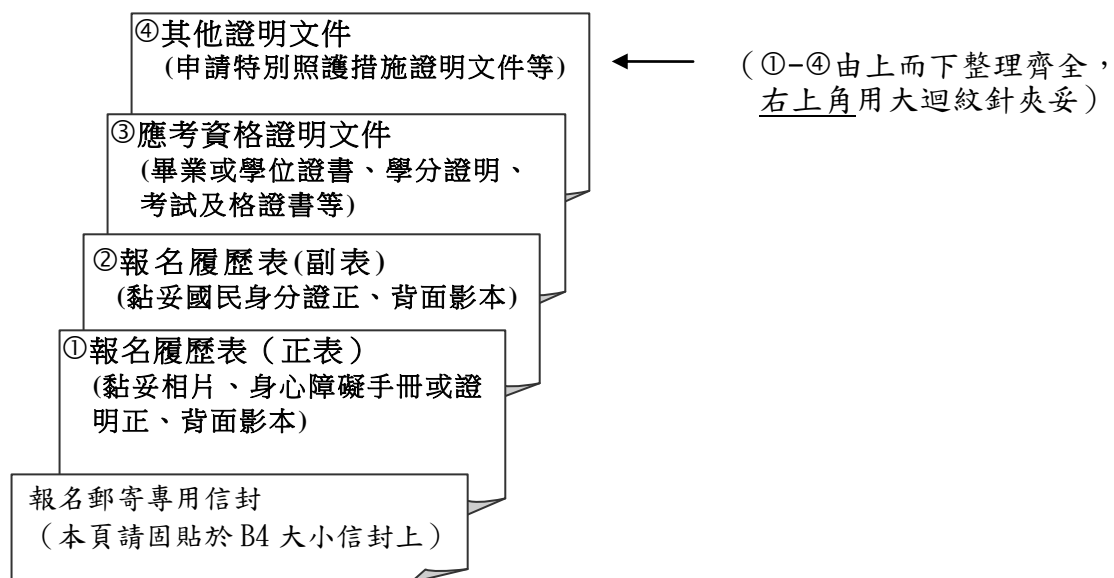 ④其他證明文件
(申請特別照護措施證明文件等)
（①-④由上而下整理齊全，
右上角用大迴紋針夾妥）
③應考資格證明文件
(畢業或學位證書、學分證明、
考試及格證書等)
②報名履歷表(副表)
(黏妥國民身分證正、背面影本)
①報名履歷表（正表）
(黏妥相片、身心障礙手冊或證
明正、背面影本)
報名郵寄專用信封
（本頁請固貼於 B4 大小信封上）